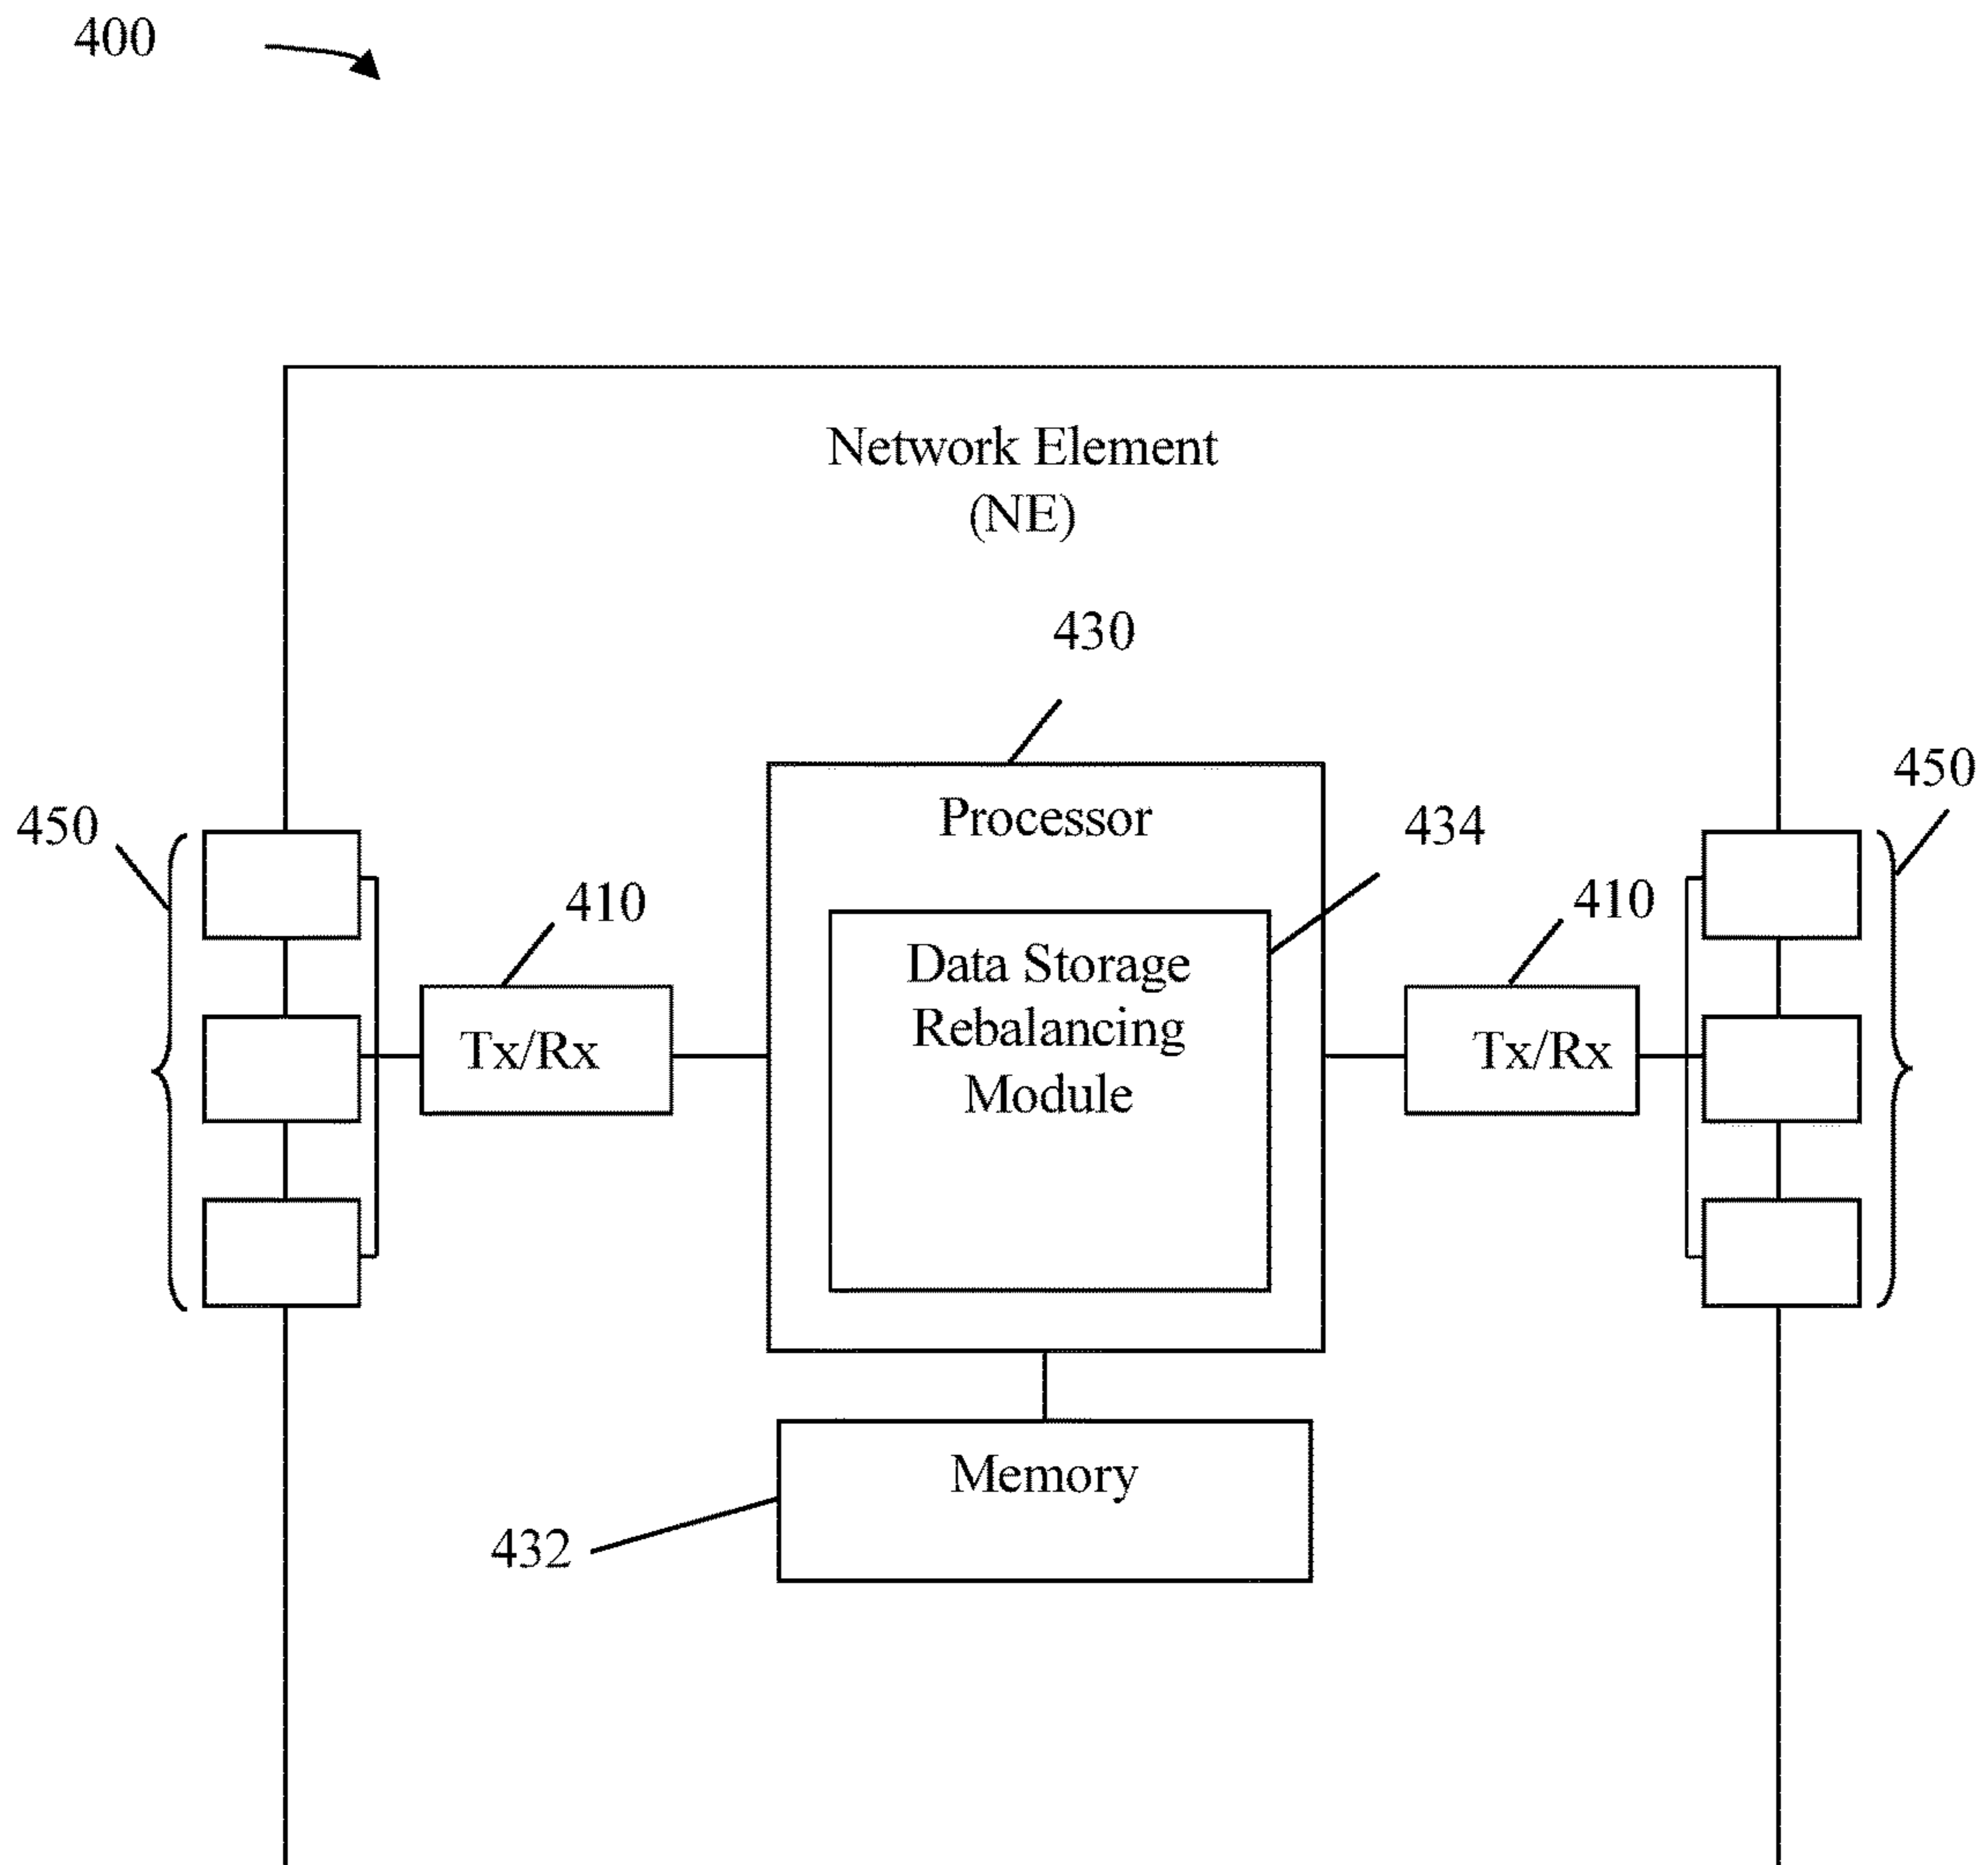 400
Network Element
(NE)
430
Processor
450
450
434
410
410
Data Storage
Rebalancing
Module
Tx/Rx
Tx/Rx
Memory
432